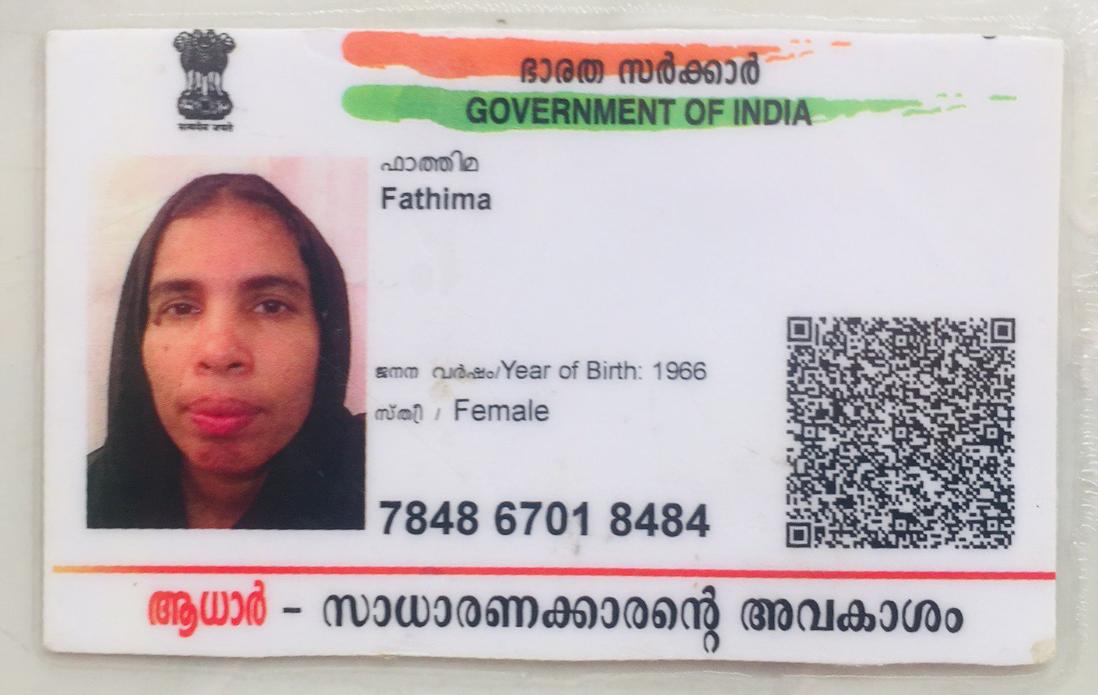 ഭാരത സർക്കാർ
GOVERNMENT OF INDIA
सत्यमेव जयते
ഫാത്തിമ
Fathima
ജനന വർഷം/Year of Birth: 1966
സ്ത്രീ / Female
7848 6701 8484
ആധാർ – സാധാരണക്കാരന്റെ അവകാശം